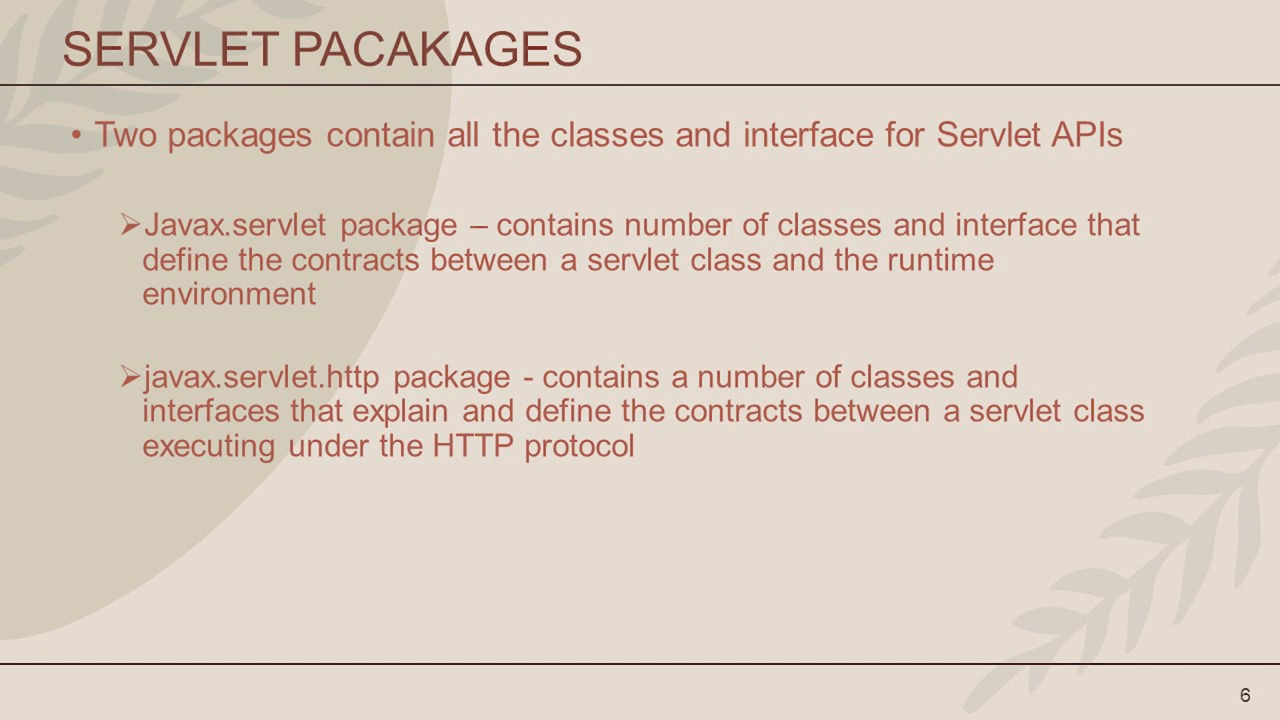 SERVLET PACAKAGES
• Two packages contain all the classes and interface for Servlet APIs
➢Javax.servlet package – contains number of classes and interface that
define the contracts between a servlet class and the runtime
environment
➢javax.servlet.http package - contains a number of classes and
interfaces that explain and define the contracts between a servlet class
executing under the HTTP protocol
6